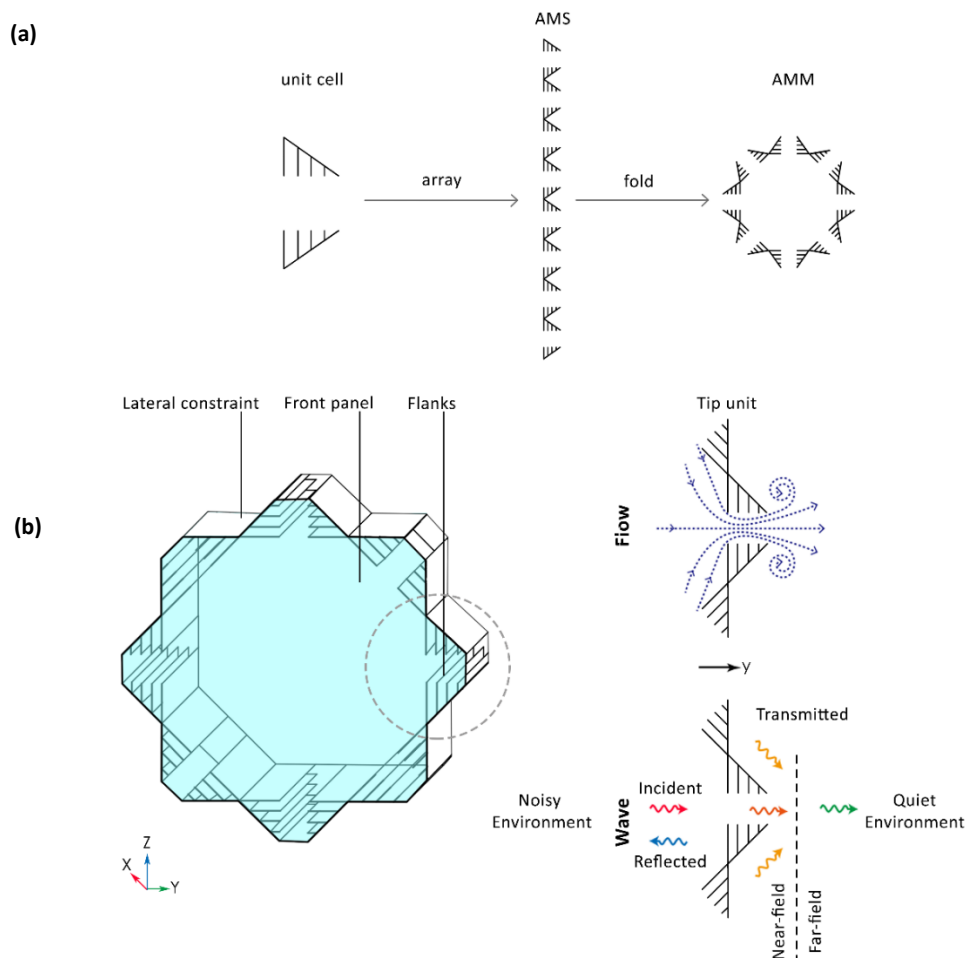 (a)
AMS
unit cell
AMM
array
fold
Lateral constraint
Front panel
Flanks
Tip unit
(b)
Flow
y
Transmitted
Incident
Noisy
Environment
Wave
Quiet
Environment
Reflected
Near-field
Far-field
Z
X
Y